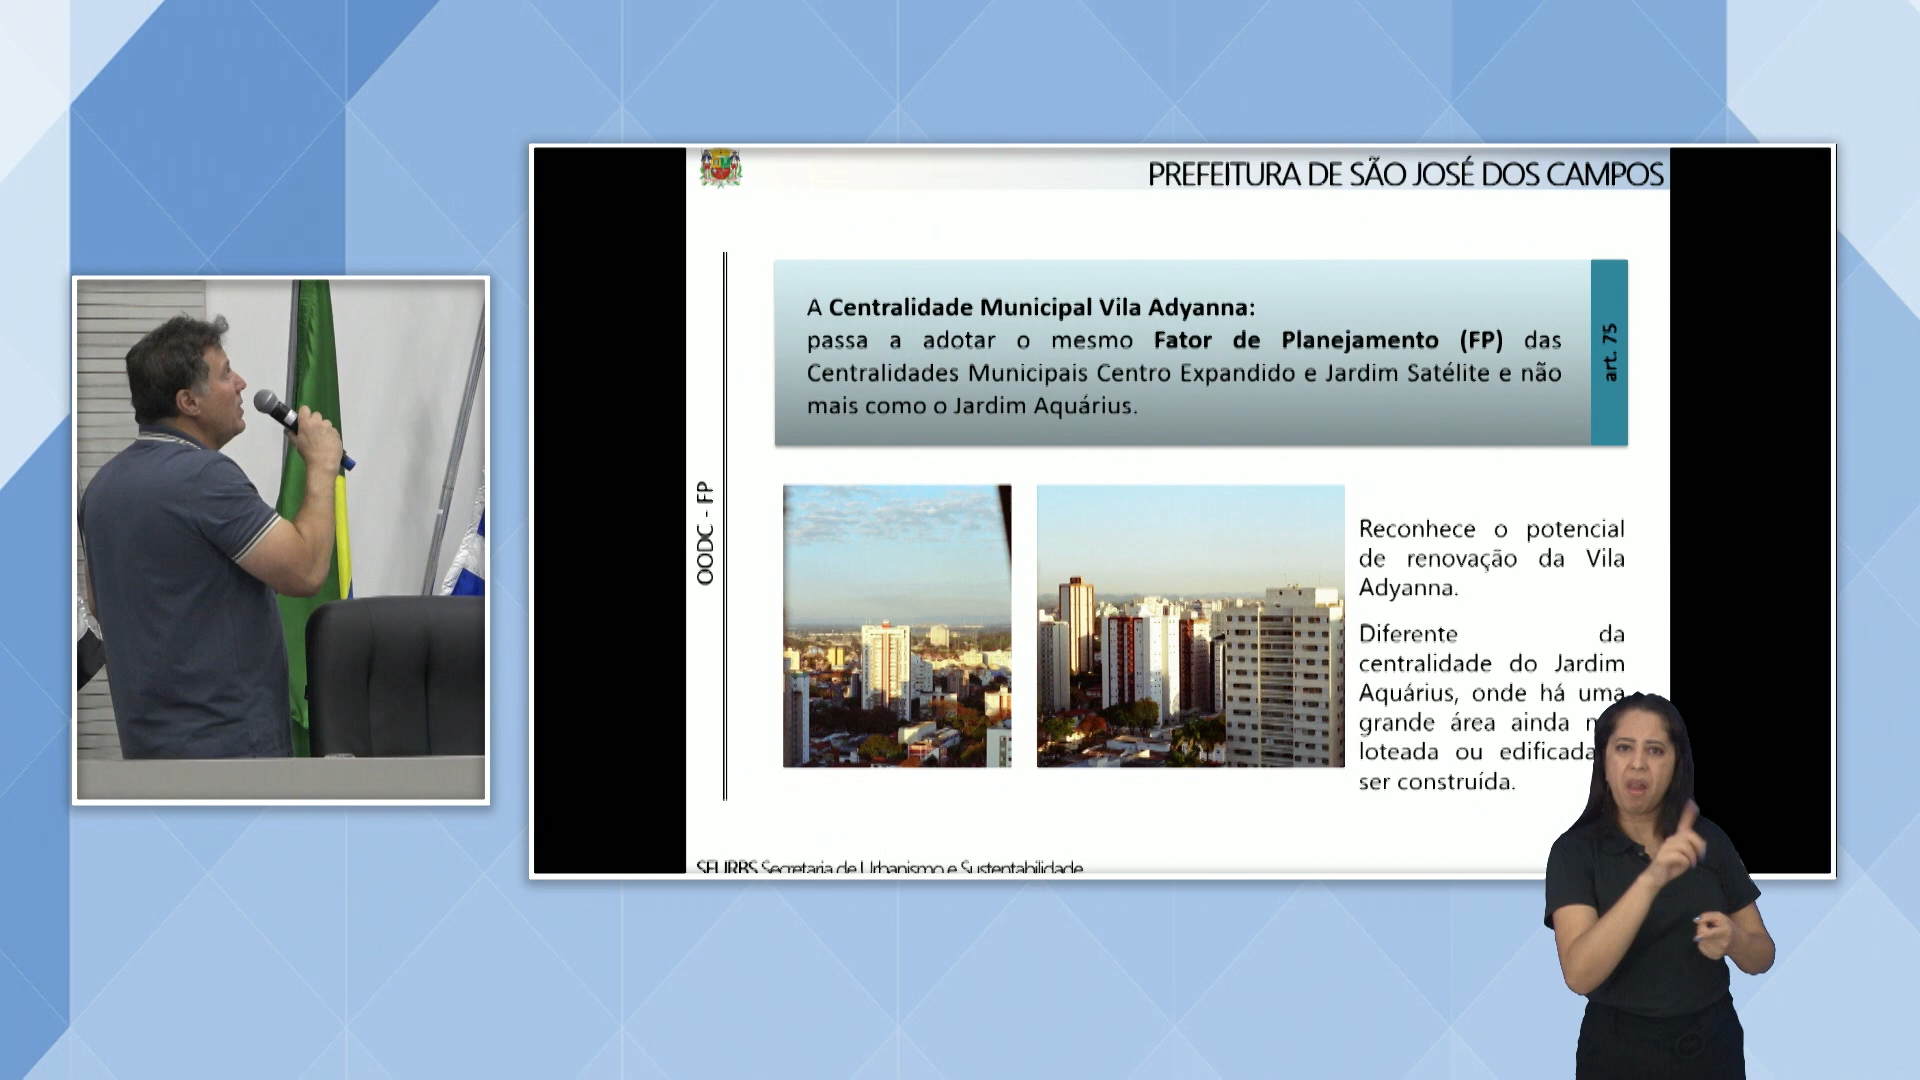 PREFEITURA DE SÃO JOSÉ DOS CAMPOS
A Centralidade Municipal Vila Adyanna:
passa a adotar o mesmo Fator de Planejamento (FP) das
Centralidades Municipais Centro Expandido e Jardim Satélite e não
mais como o Jardim Aquárius.
art. 75
OODC - FP
Reconhece o potencial
de renovação da Vila
Adyanna.
Diferente da
centralidade do Jardim
Aquárius, onde há uma
grande área ainda
loteada ou edificada
ser construída.
SEURBS Secretaria de Urbanismo e Sustentabilidade